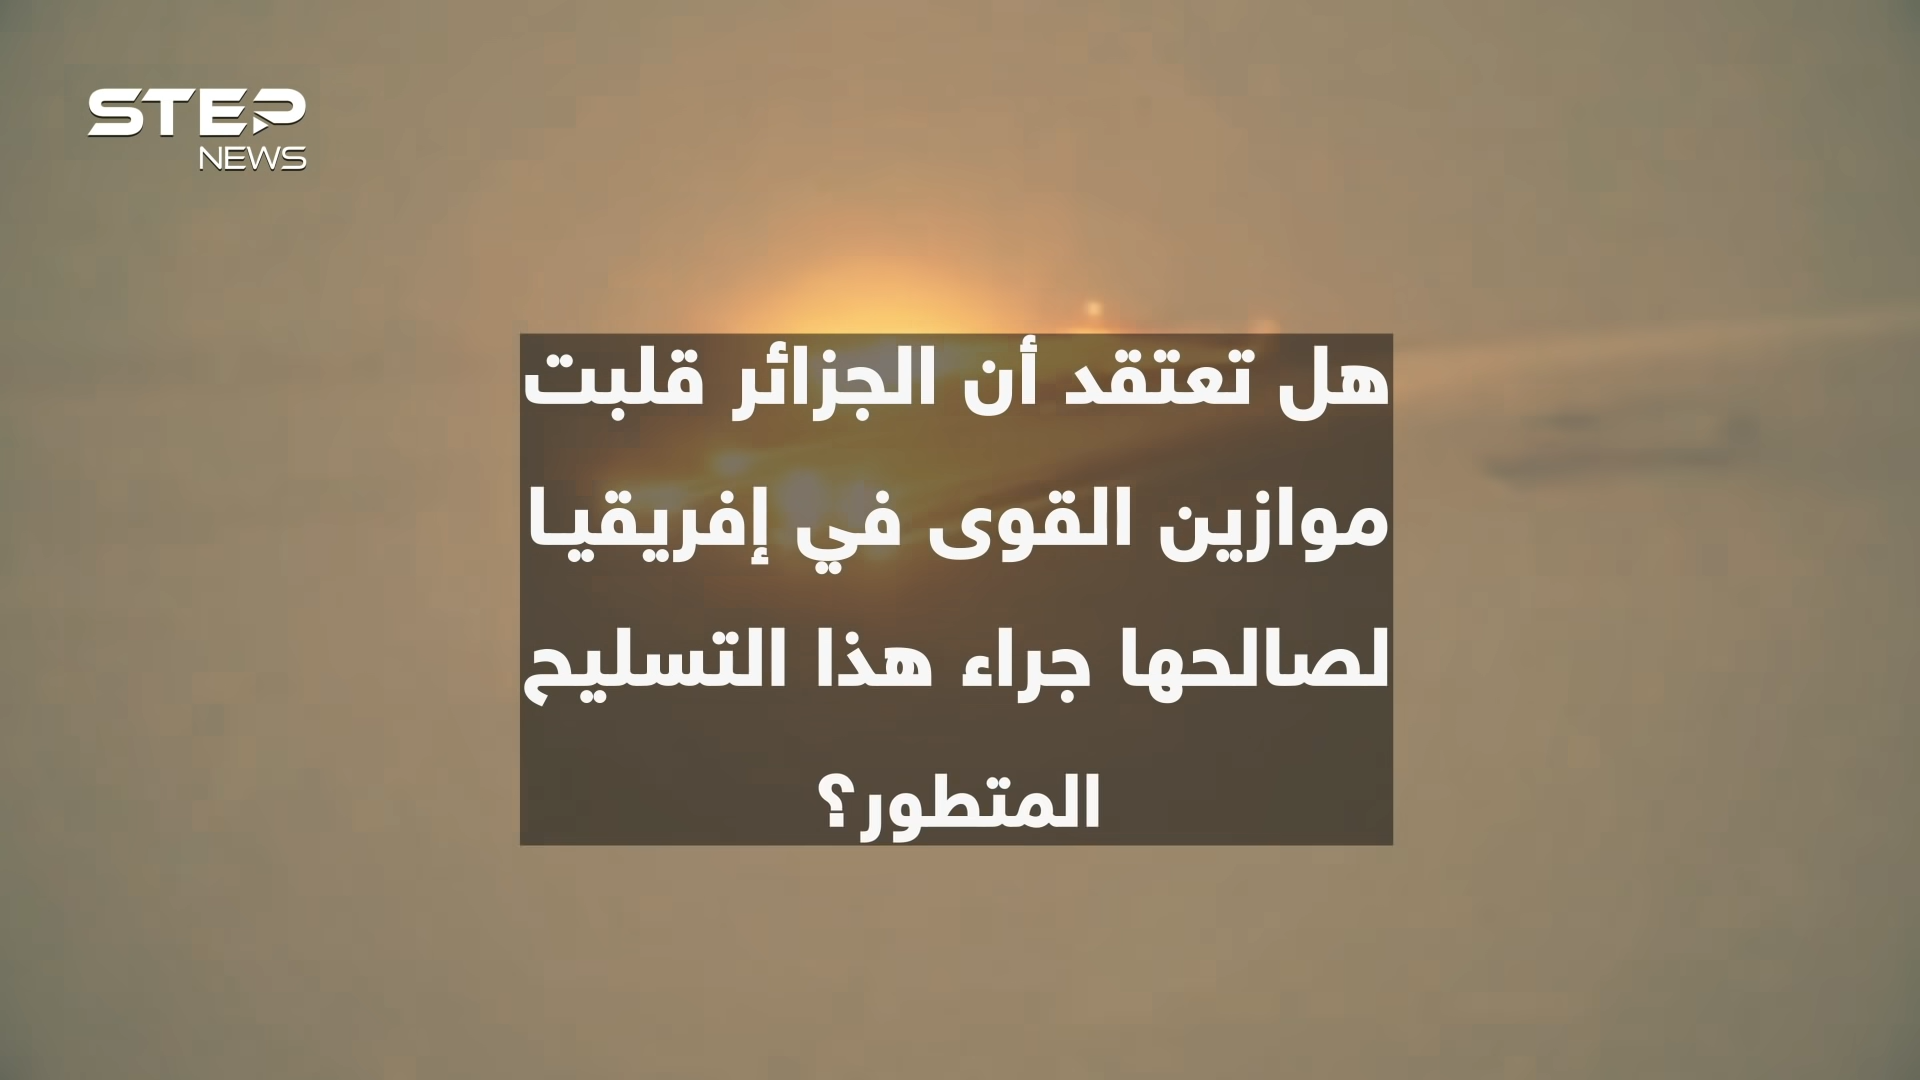 STEP
NEWS
هل تعتقد أن الجزائر قلبت
موازين القوى في إفريقيا
لصالحها جراء هذا التسليح
المتطور؟